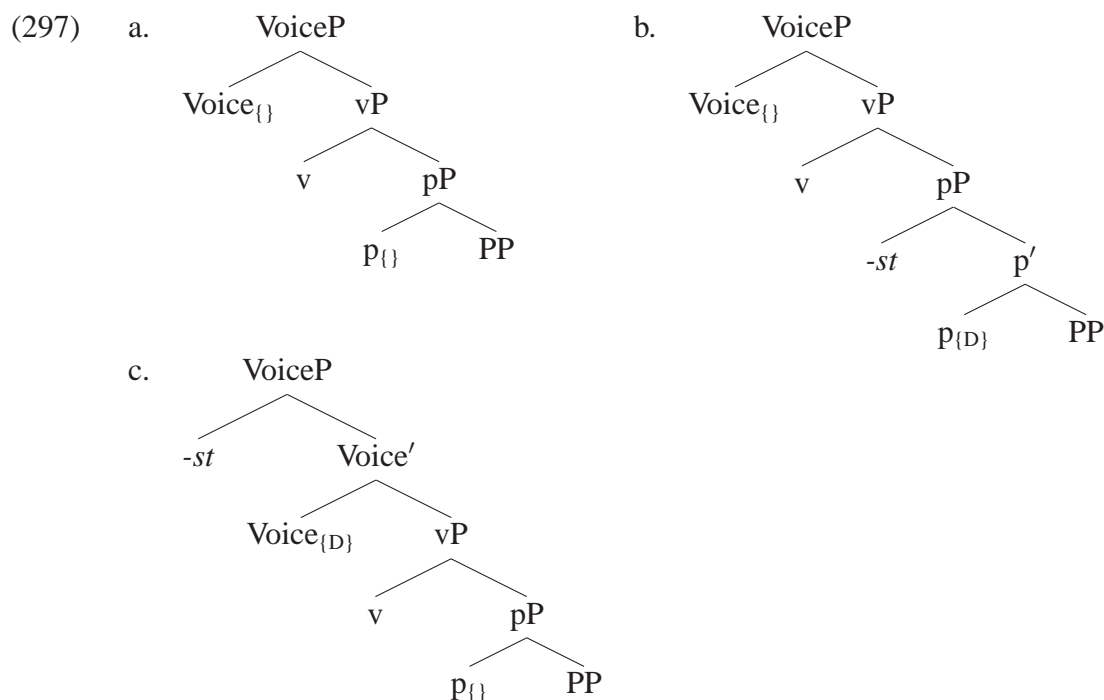 (297) a. VoiceP b. VoiceP
Voice{} vP Voice{} vP
v pP v pP
p{} PP -st p′
p{D} PP
c. VoiceP
-st Voice′
Voice{D} vP
v pP
p{} PP